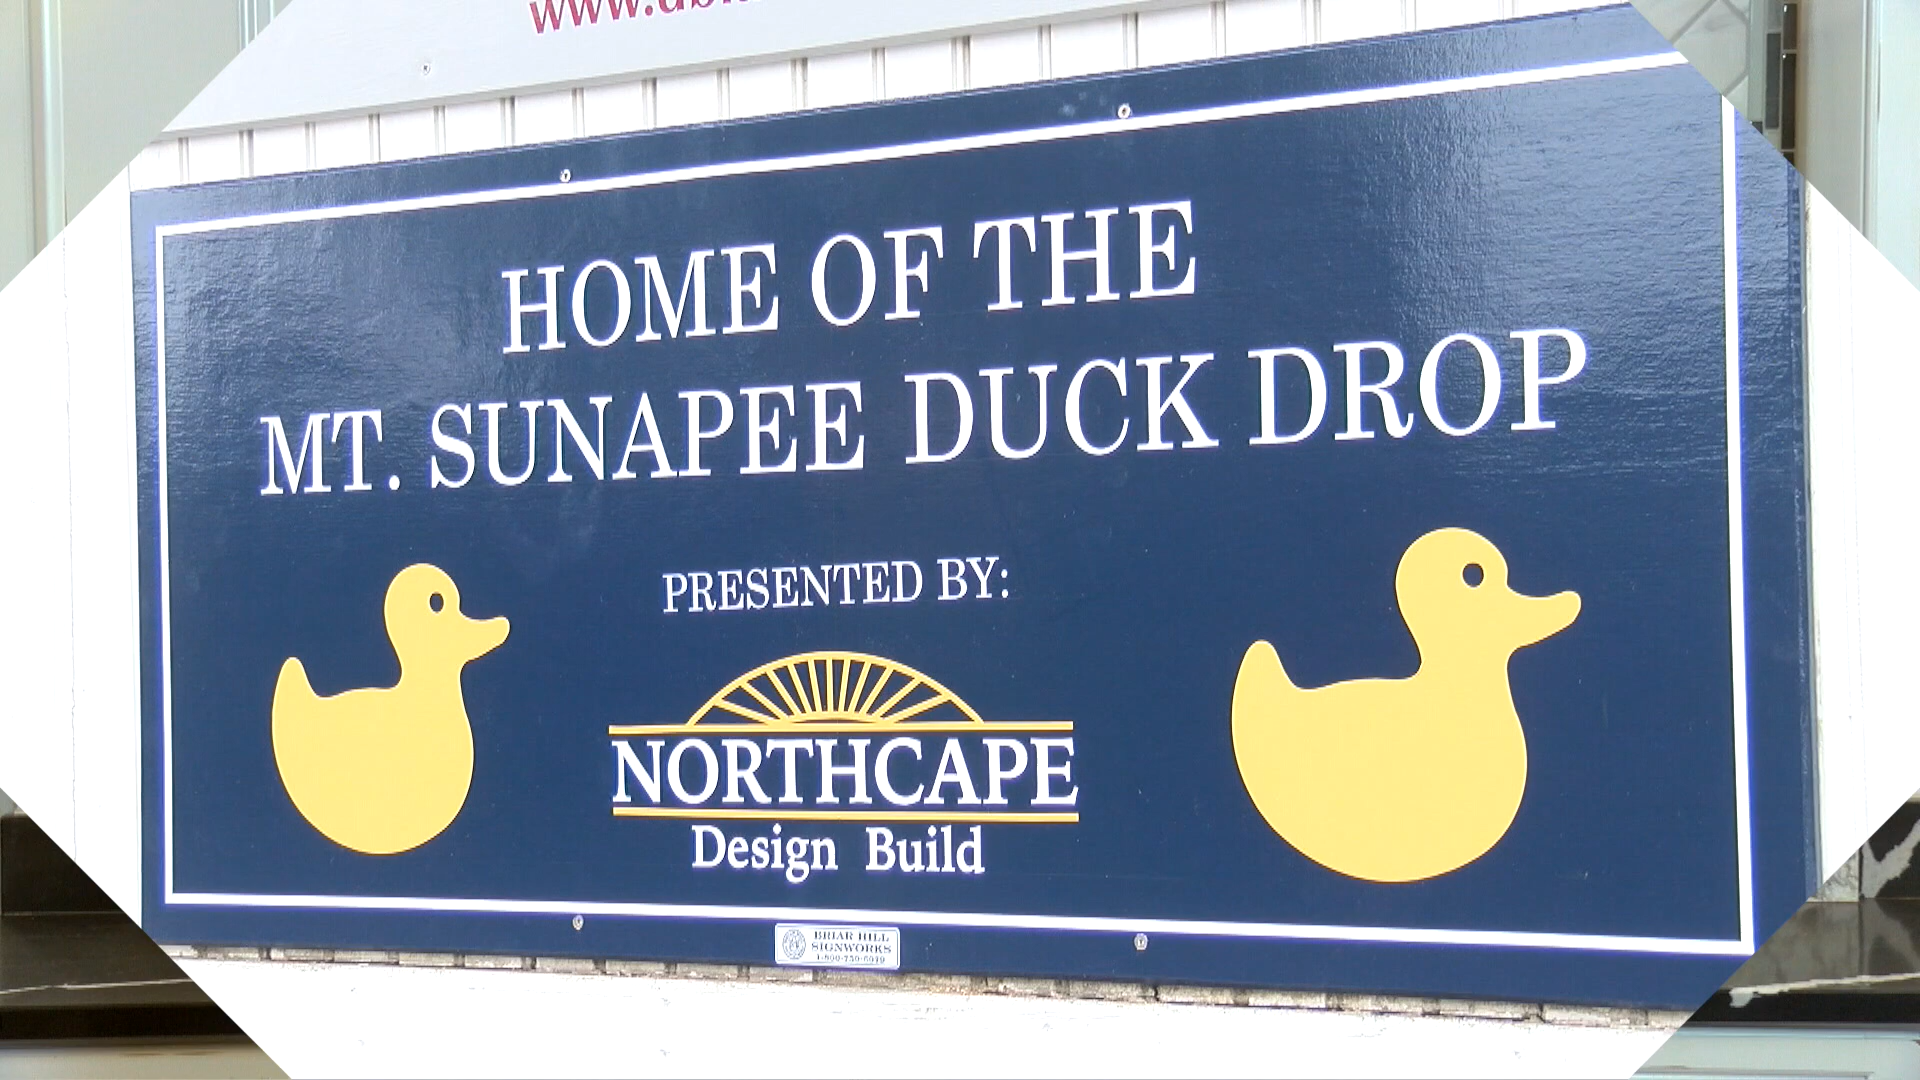 HOME OF THE
MT. SUNAPEE DUCK DROP
PRESENTED BY:
NORTHCAPE
Design Build
BRIAR HILL
SIGNWORKS